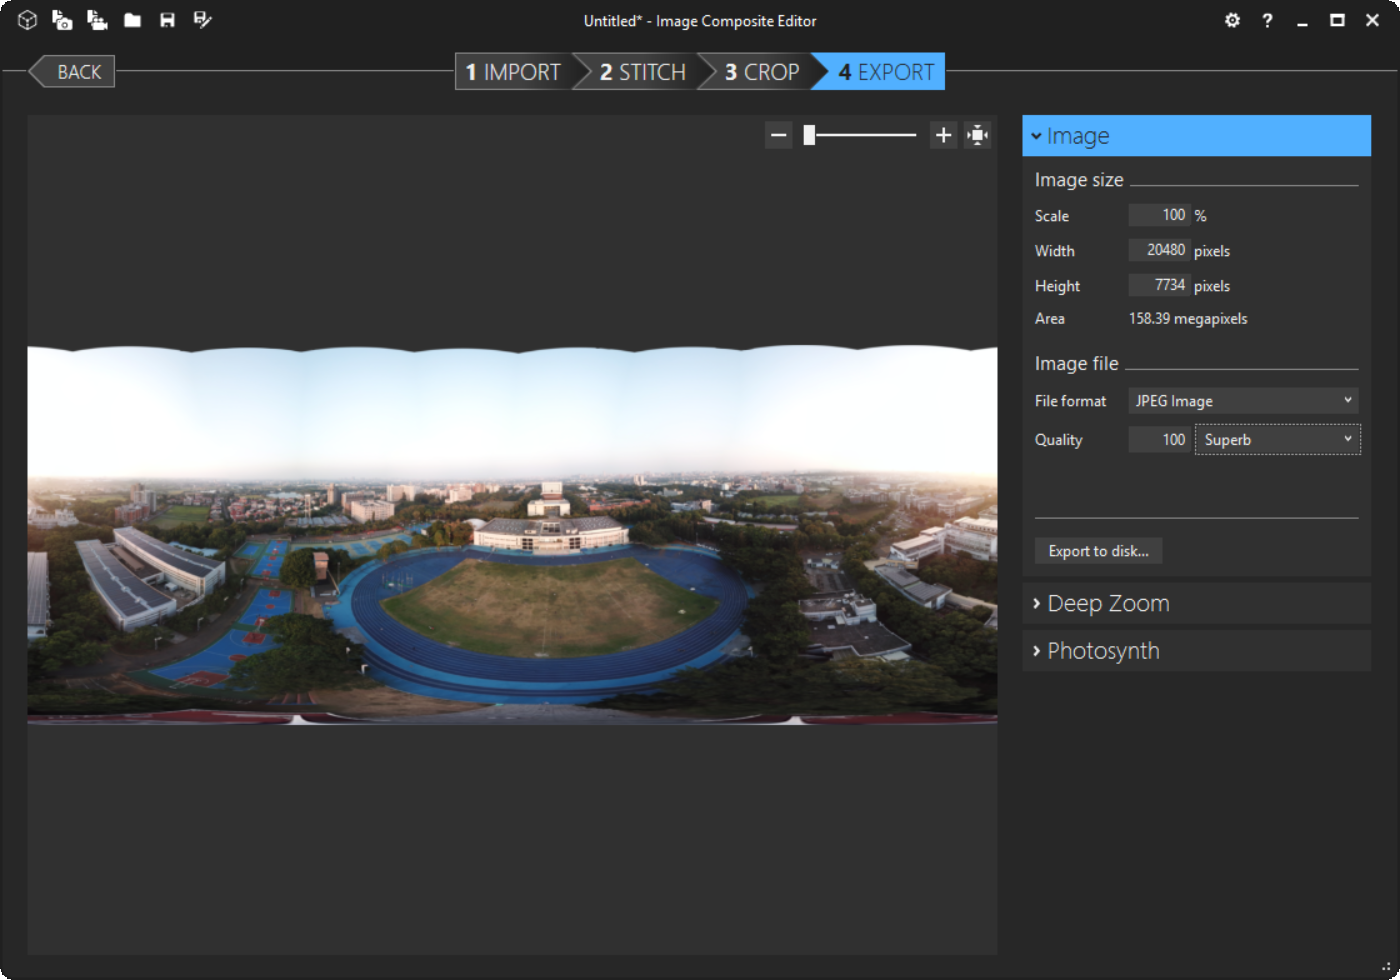 Untitled* - Image Composite Editor
?
BACK
1 IMPORT
2 STITCH
3 CROP
4 EXPORT
Image
Image size
Scale 100 %
Width 20480 pixels
Height 7734 pixels
Area 158.39 megapixels
Image file
File format JPEG Image
Quality 100 Superb
Export to disk...
Deep Zoom
Photosynth